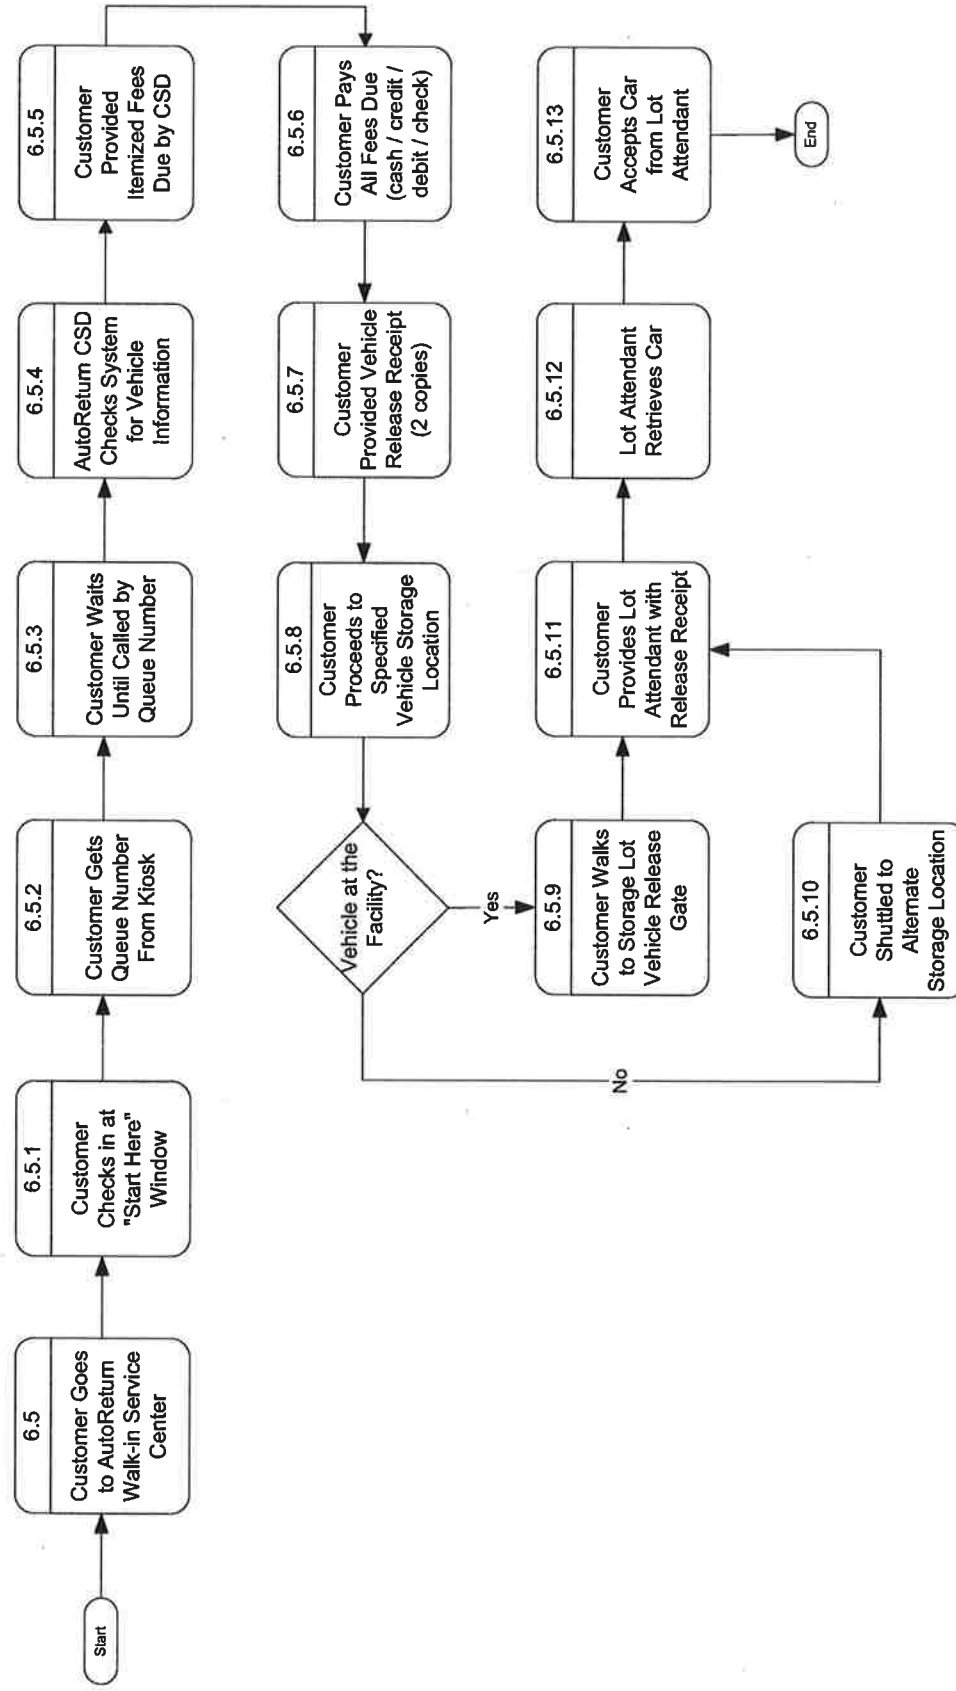 Start
6.5
Customer Goes
to AutoReturn
Walk-in Service
Center
6.5.1
Customer
Checks in at
"Start Here"
Window
6.5.2
Customer Gets
Queue Number
From Kiosk
6.5.3
Customer Waits
Until Called by
Queue Number
6.5.4
AutoReturn CSD
Checks System
for Vehicle
Information
6.5.5
Customer
Provided
Itemized Fees
Due by CSD
6.5.6
Customer Pays
All Fees Due
(cash / credit /
debit / check)
6.5.7
Customer
Provided Vehicle
Release Receipt
(2 copies)
6.5.8
Customer
Proceeds to
Specified
Vehicle Storage
Location
Vehicle at the
Facility?
Yes
No
6.5.9
Customer Walks
to Storage Lot
Vehicle Release
Gate
6.5.10
Customer
Shuttled to
Alternate
Storage Location
6.5.11
Customer
Provides Lot
Attendant with
Release Receipt
6.5.12
Lot Attendant
Retrieves Car
6.5.13
Customer
Accepts Car
from Lot
Attendant
End